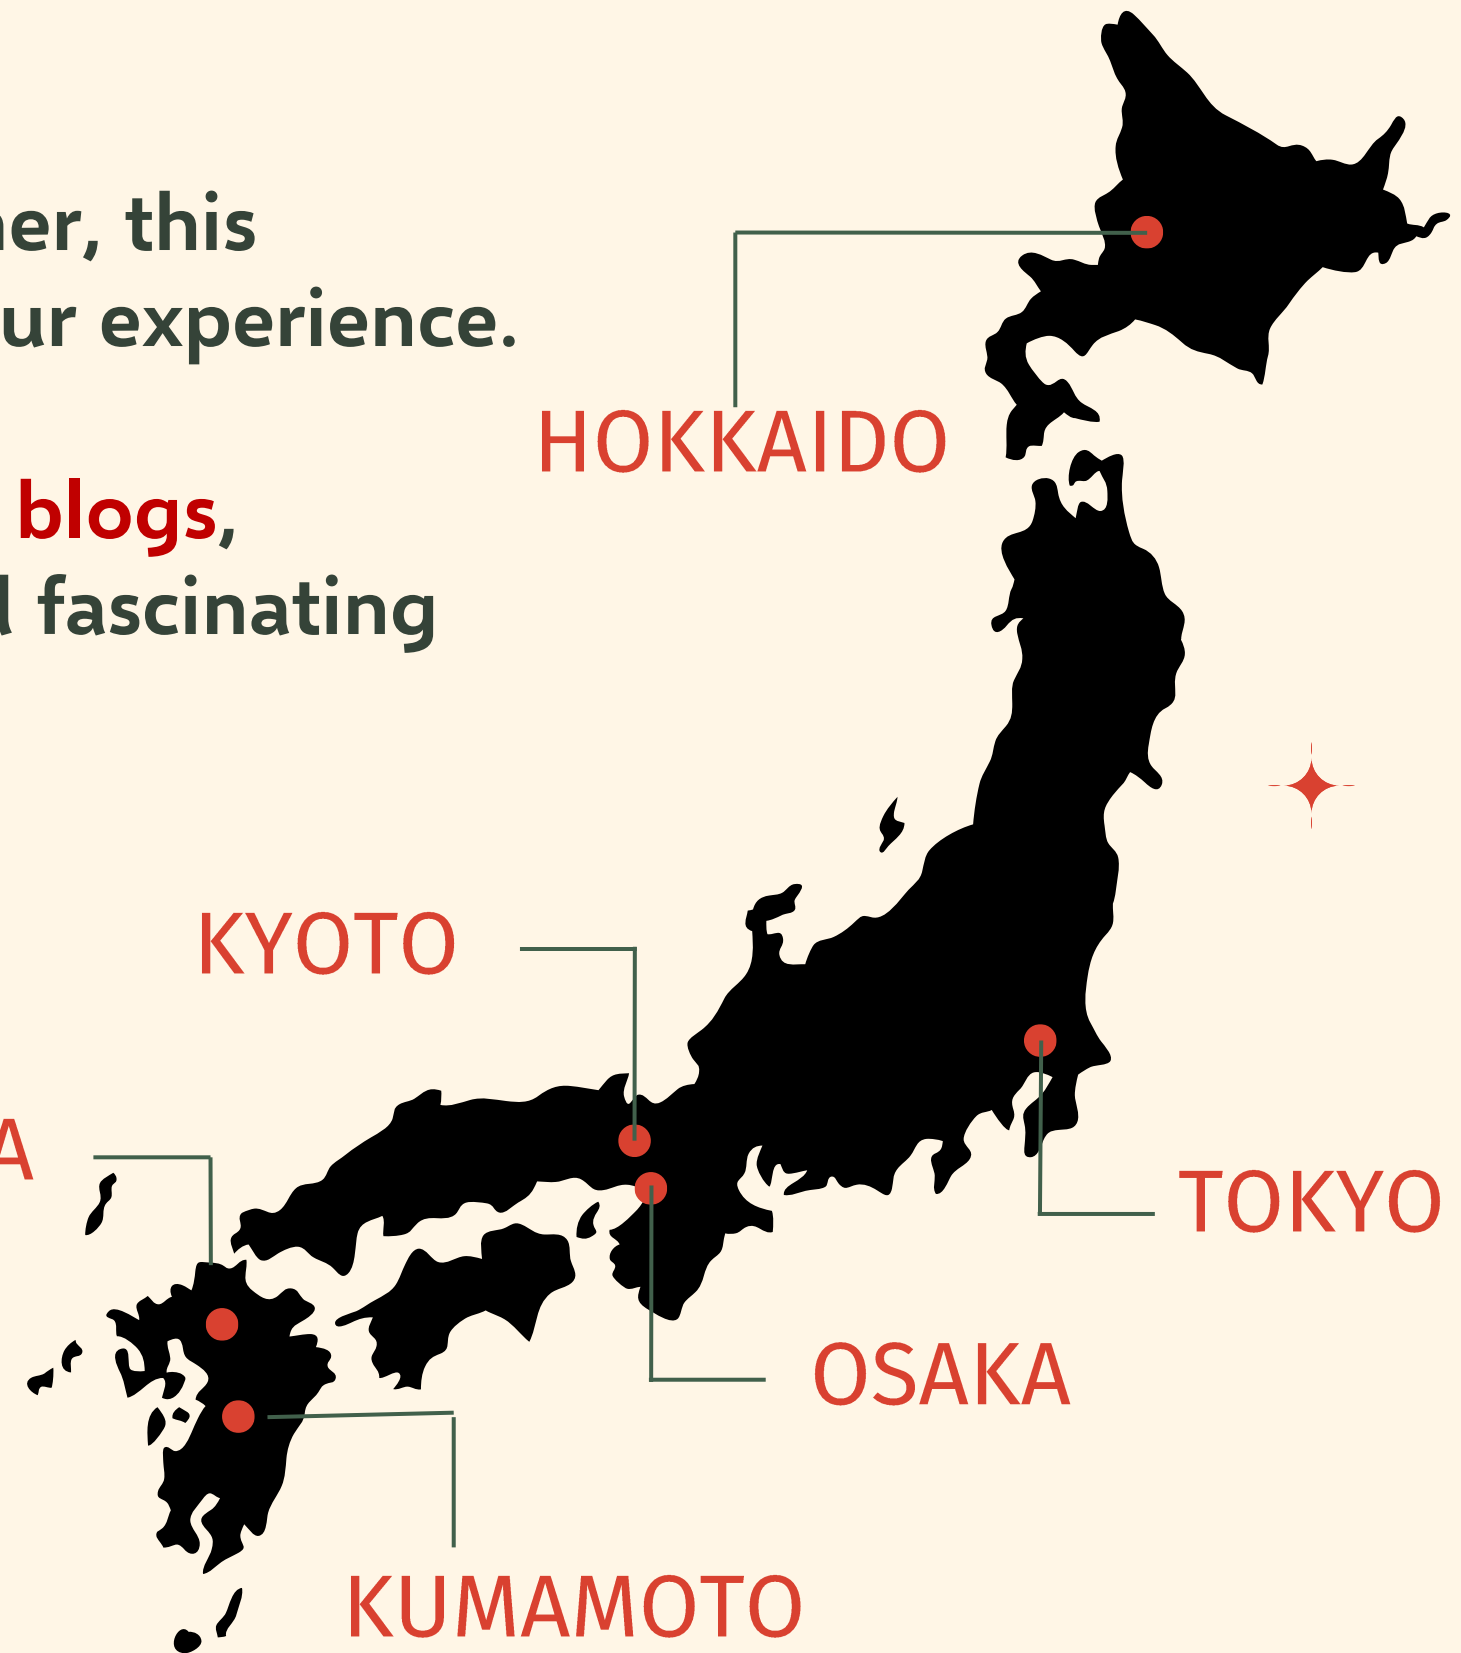 er, this
ur experience.
blogs,
fascinating
HOKKAIDO
KYOTO
A
TOKYO
OSAKA
KUMAMOTO